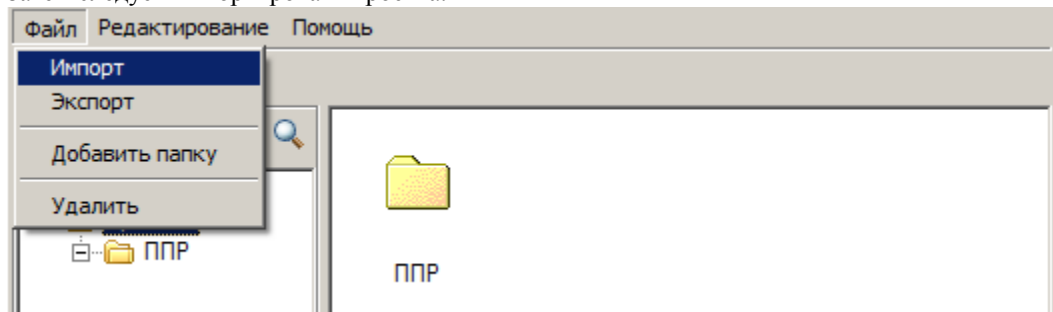 Файл Редактирование Помощь
Импорт
Экспорт
Добавить папку
Удалить
ППР
ППР